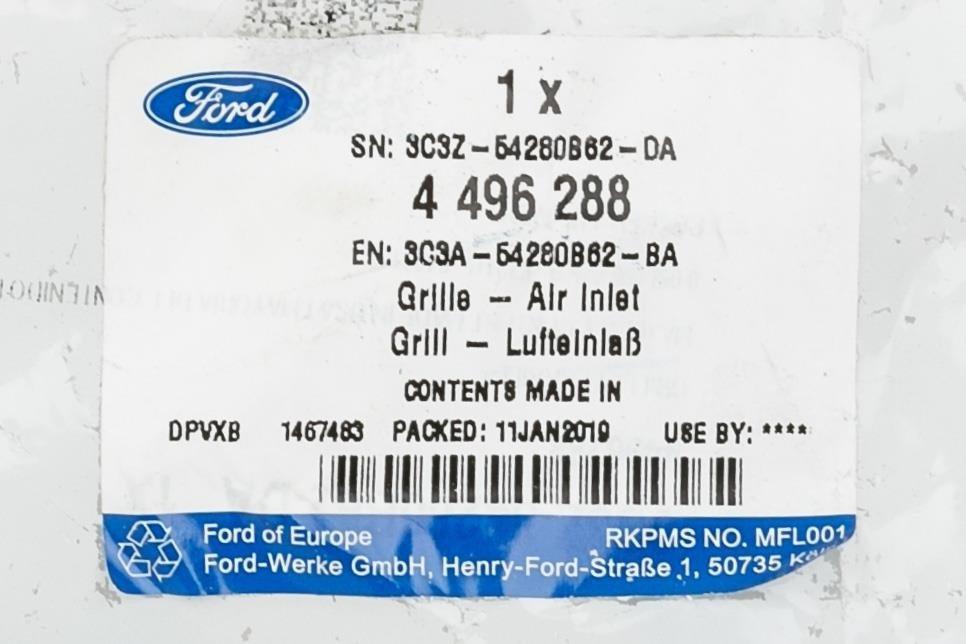 Ford
1 x
SN: 3C3Z-54280B62-DA
4 496 288
EN: 3C3A-54280B62-BA
Grille - Air Inlet
Grill - Lufteinlaß
CONTENTS MADE IN
DPVXB 1467483 PACKED: 11JAN2019 USE BY: ****
Ford of Europe RKPMS NO. MFL001
Ford-Werke GmbH, Henry-Ford-Straße 1, 50735